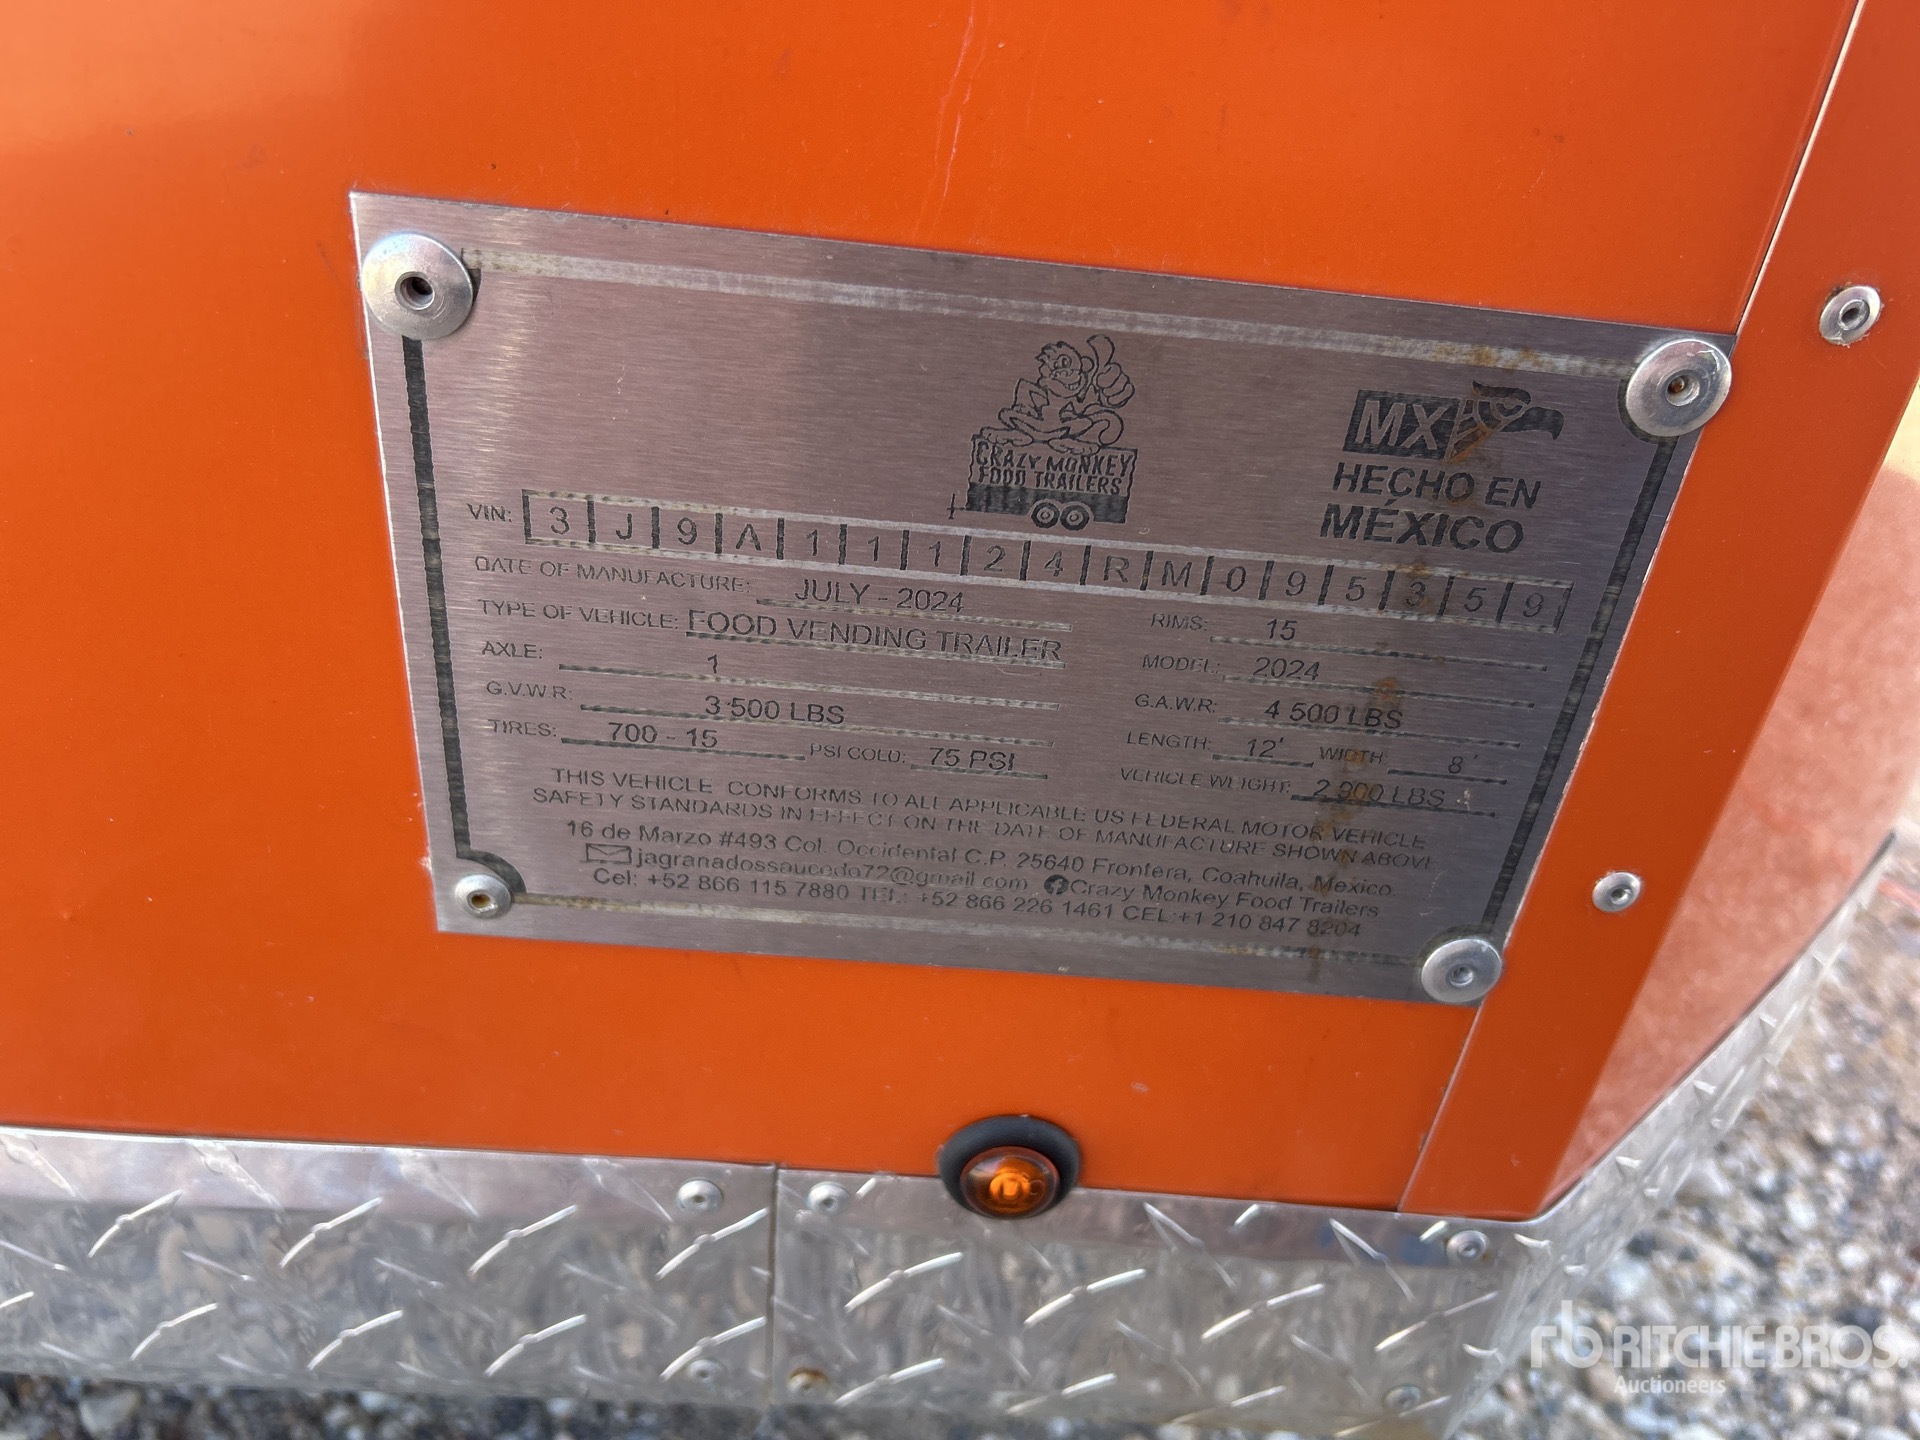 CRAZY MONKEY
FOOD TRAILERS
MX
HECHO EN
MÉXICO
VIN: 3 J 9 A 1 1 1 2 4 R M 0 9 5 3 5 9
DATE OF MANUFACTURE: JULY - 2024 RIMS: 15
TYPE OF VEHICLE: FOOD VENDING TRAILER MODEL: 2024
AXLE: 1 G.A.W.R: 4 500 LBS
G.V.W.R: 3 500 LBS LENGTH: 12' WIDTH: 8'
TIRES: 700 - 15 PSI COLD: 75 PSI VEHICLE WEIGHT: 2 900 LBS
THIS VEHICLE CONFORMS TO ALL APPLICABLE US FEDERAL MOTOR VEHICLE
SAFETY STANDARDS IN EFFECT ON THE DATE OF MANUFACTURE SHOWN ABOVE
16 de Marzo #493 Col. Occidental C.P. 25640 Frontera, Coahuila, Mexico.
jagranadossaucedo72@gmail.com Crazy Monkey Food Trailers
Cel: +52 866 115 7880 TEL: +52 866 226 1461 CEL:+1 210 847 8204
rb RITCHIE BROS.
Auctioneers